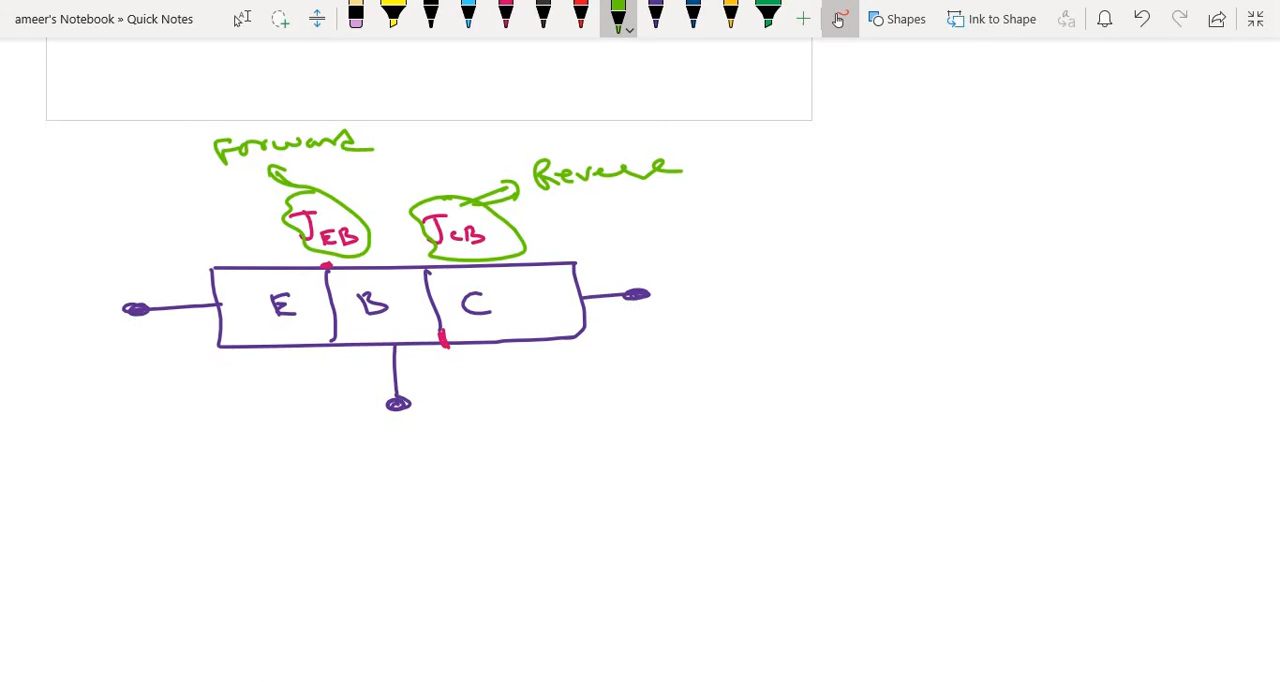 ameer's Notebook » Quick Notes
Shapes
Ink to Shape
Forward
Reverse
JEB
JCB
E B C